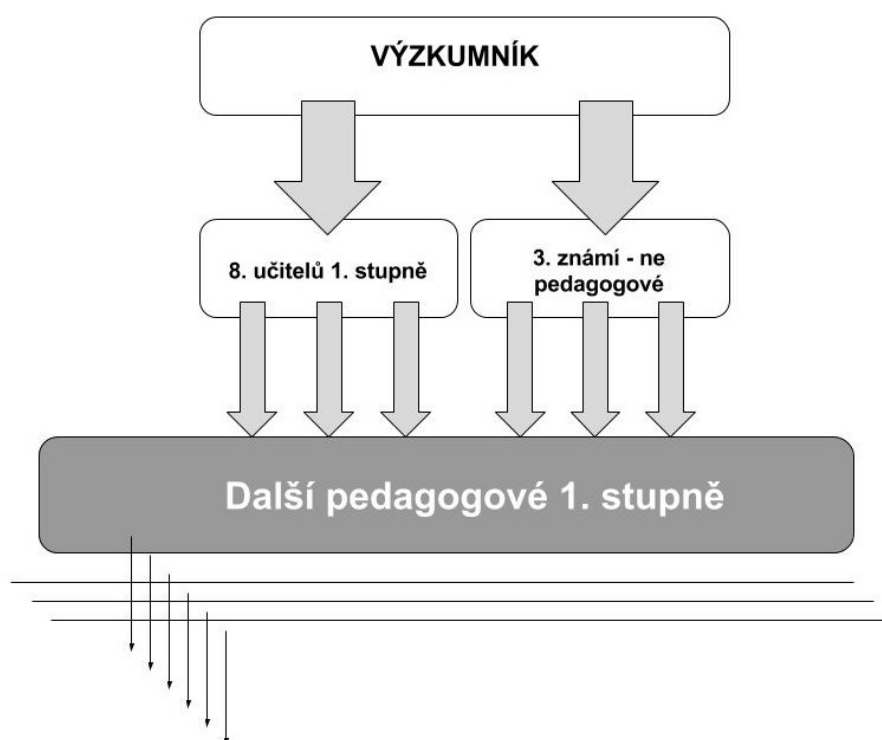 VÝZKUMNÍK
8. učitelů 1. stupně
3. známí - ne
pedagogové
Další pedagogové 1. stupně